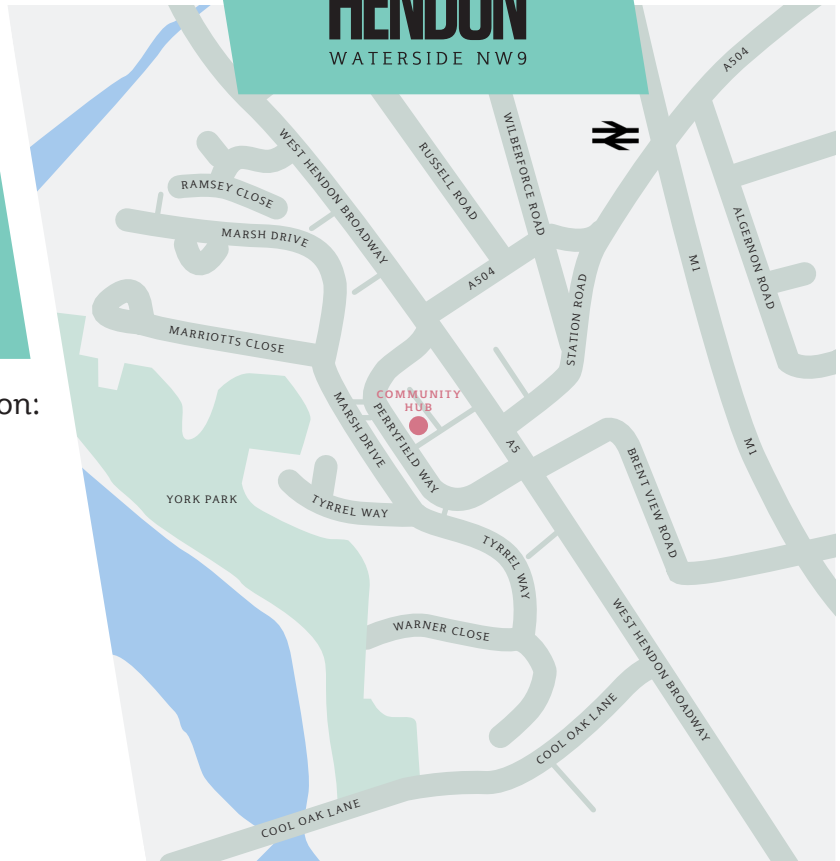 HENDON
WATERSIDE NW9
A504
WEST HENDON BROADWAY
RUSSELL ROAD
WILBERFORCE ROAD
RAMSEY CLOSE
MARSH DRIVE
ALGERNON ROAD
M1
A504
STATION ROAD
MARRIOTTS CLOSE
on:
COMMUNITY
HUB
MARSH DRIVE
PERRYFIELD WAY
A5
M1
BRENT VIEW ROAD
YORK PARK
TYRREL WAY
TYRREL WAY
WARNER CLOSE
WEST HENDON BROADWAY
COOL OAK LANE
COOL OAK LANE